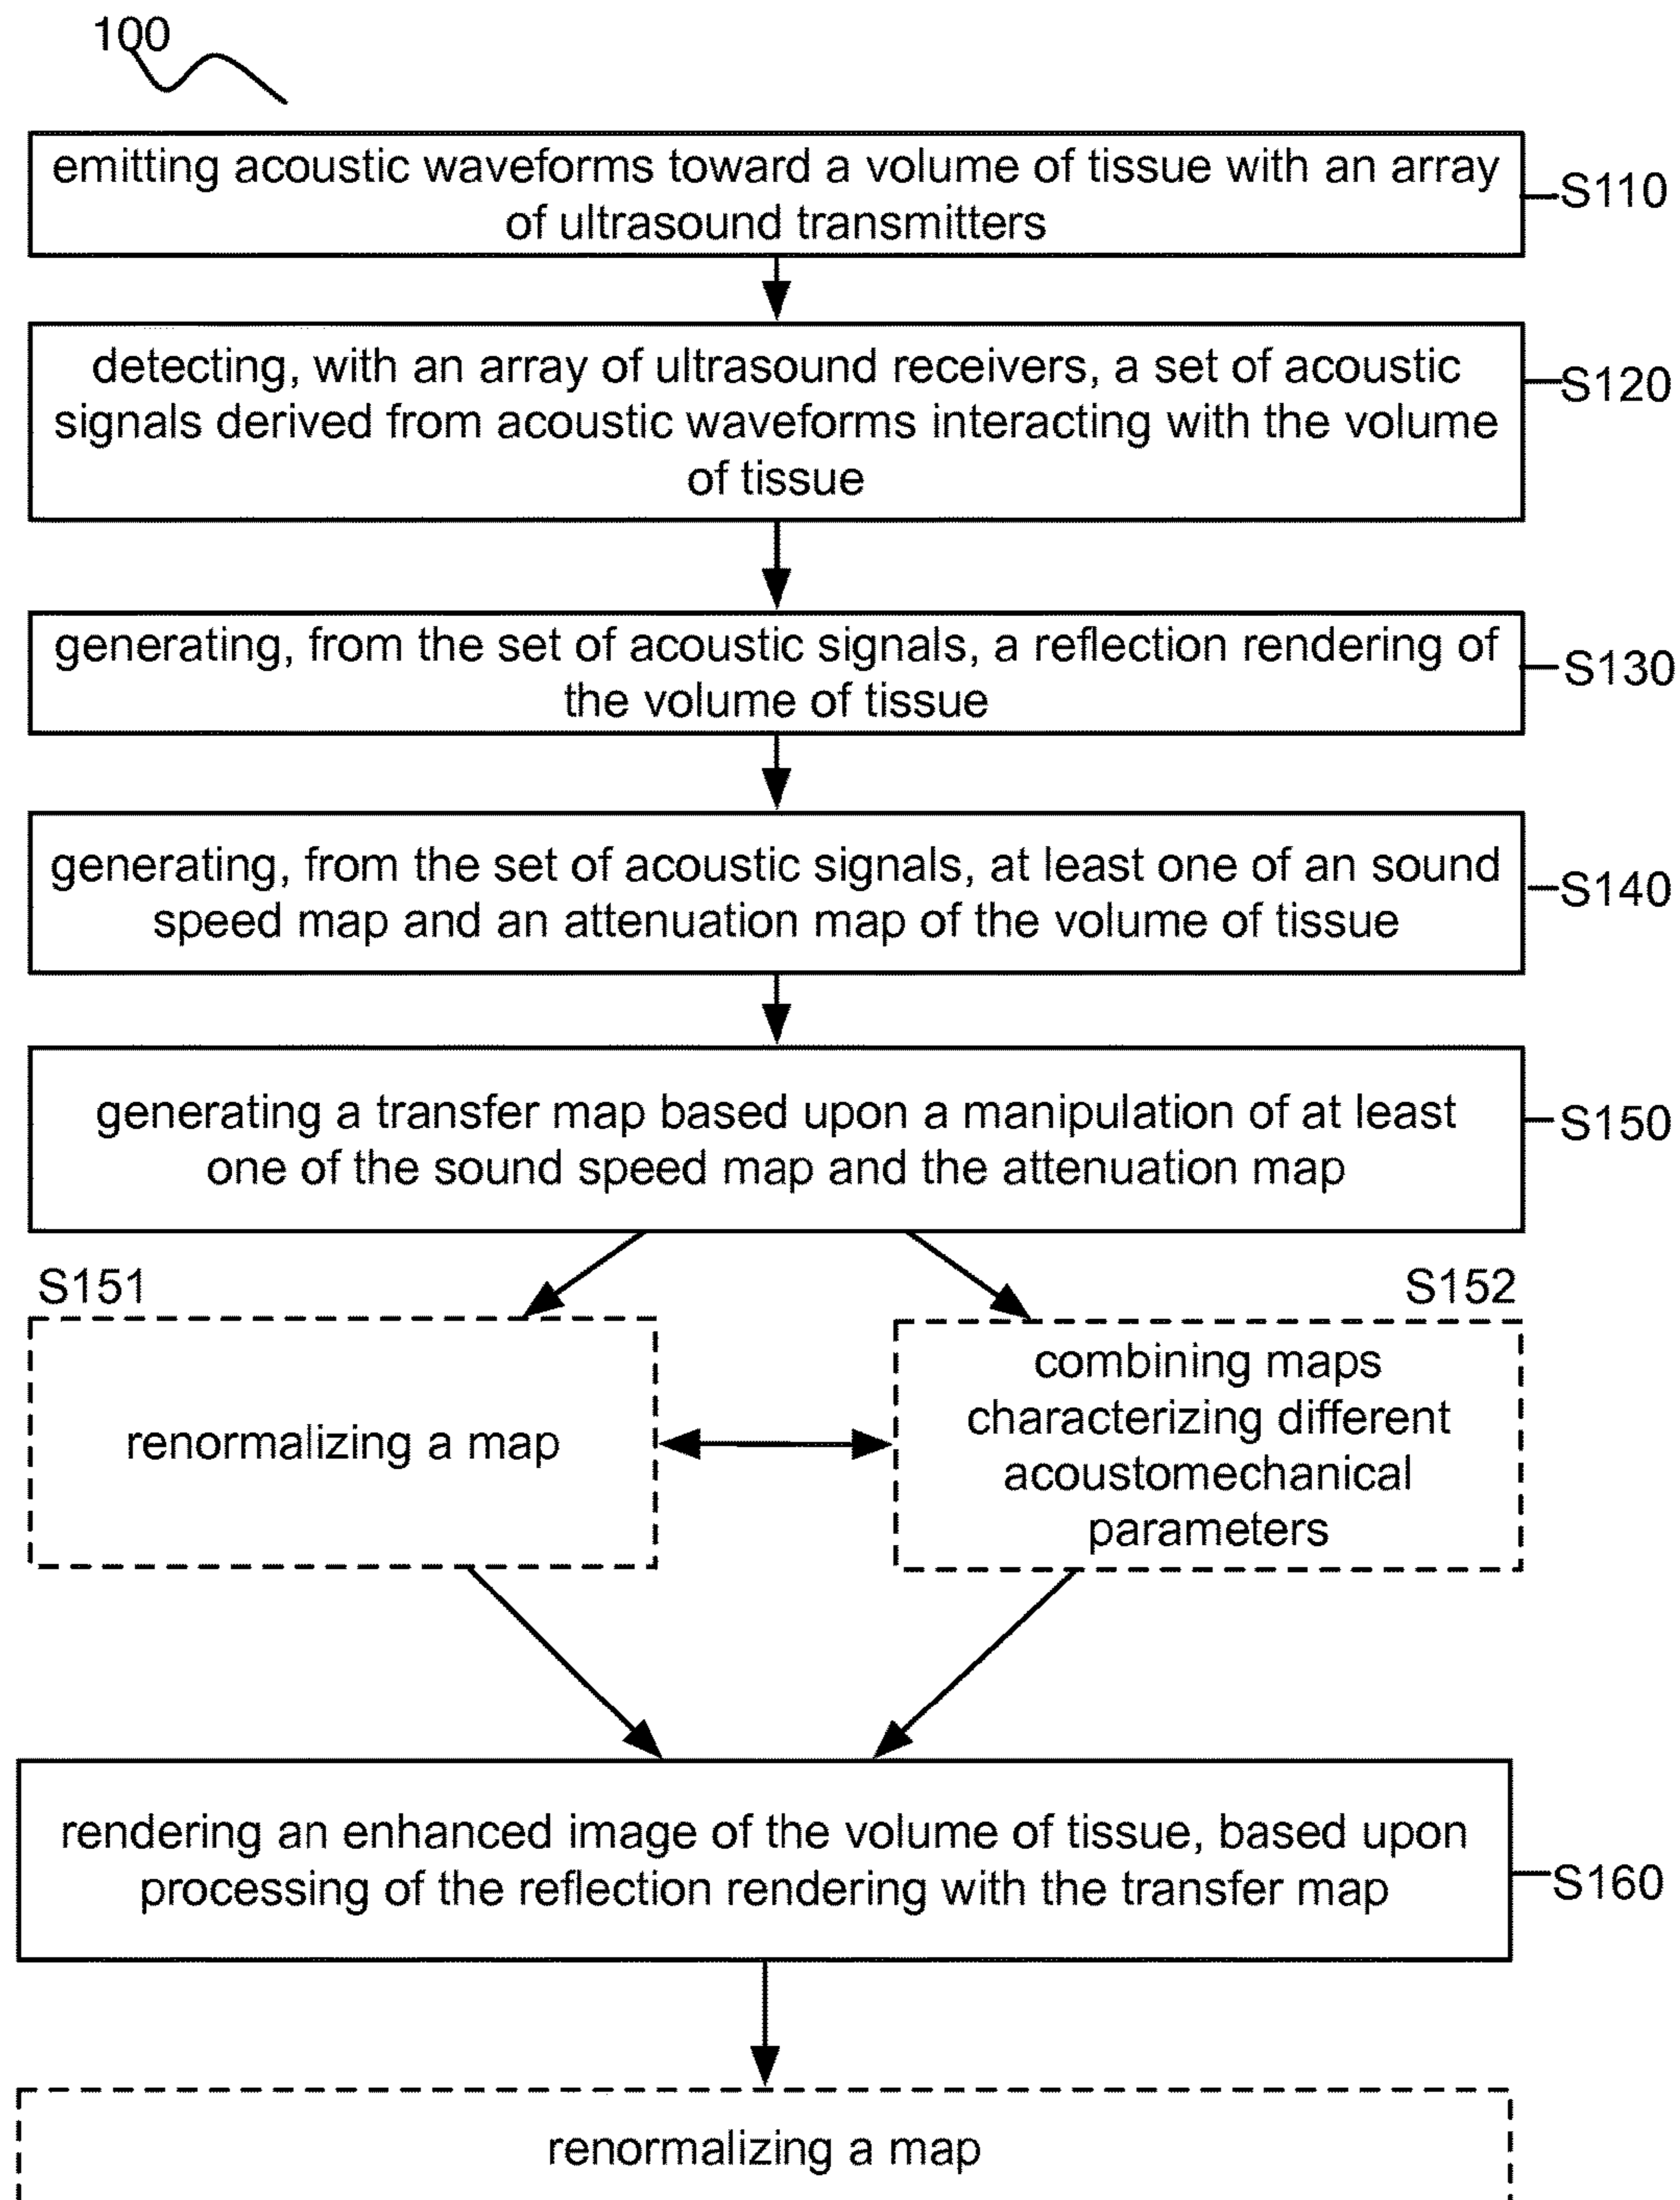 100
emitting acoustic waveforms toward a volume of tissue with an array
of ultrasound transmitters
S110
detecting, with an array of ultrasound receivers, a set of acoustic
signals derived from acoustic waveforms interacting with the volume
of tissue
S120
generating, from the set of acoustic signals, a reflection rendering of
the volume of tissue
S130
generating, from the set of acoustic signals, at least one of an sound
speed map and an attenuation map of the volume of tissue
S140
generating a transfer map based upon a manipulation of at least
one of the sound speed map and the attenuation map
S150
S151
renormalizing a map
S152
combining maps
characterizing different
acoustomechanical
parameters
rendering an enhanced image of the volume of tissue, based upon
processing of the reflection rendering with the transfer map
S160
renormalizing a map